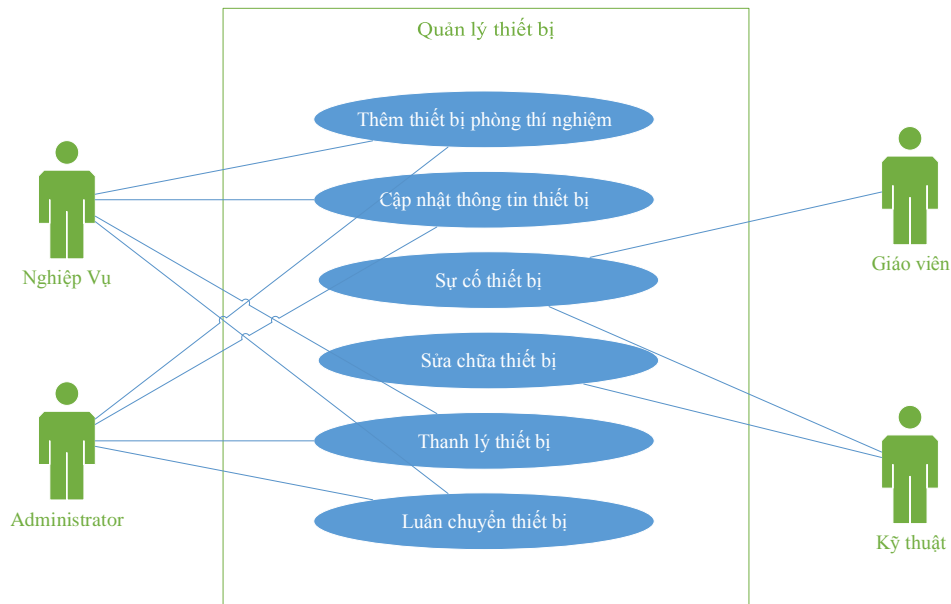 Quản lý thiết bị
Thêm thiết bị phòng thí nghiệm
Cập nhật thông tin thiết bị
Sự cố thiết bị
Sửa chữa thiết bị
Thanh lý thiết bị
Luân chuyển thiết bị
Nghiệp Vụ
Administrator
Giáo viên
Kỹ thuật